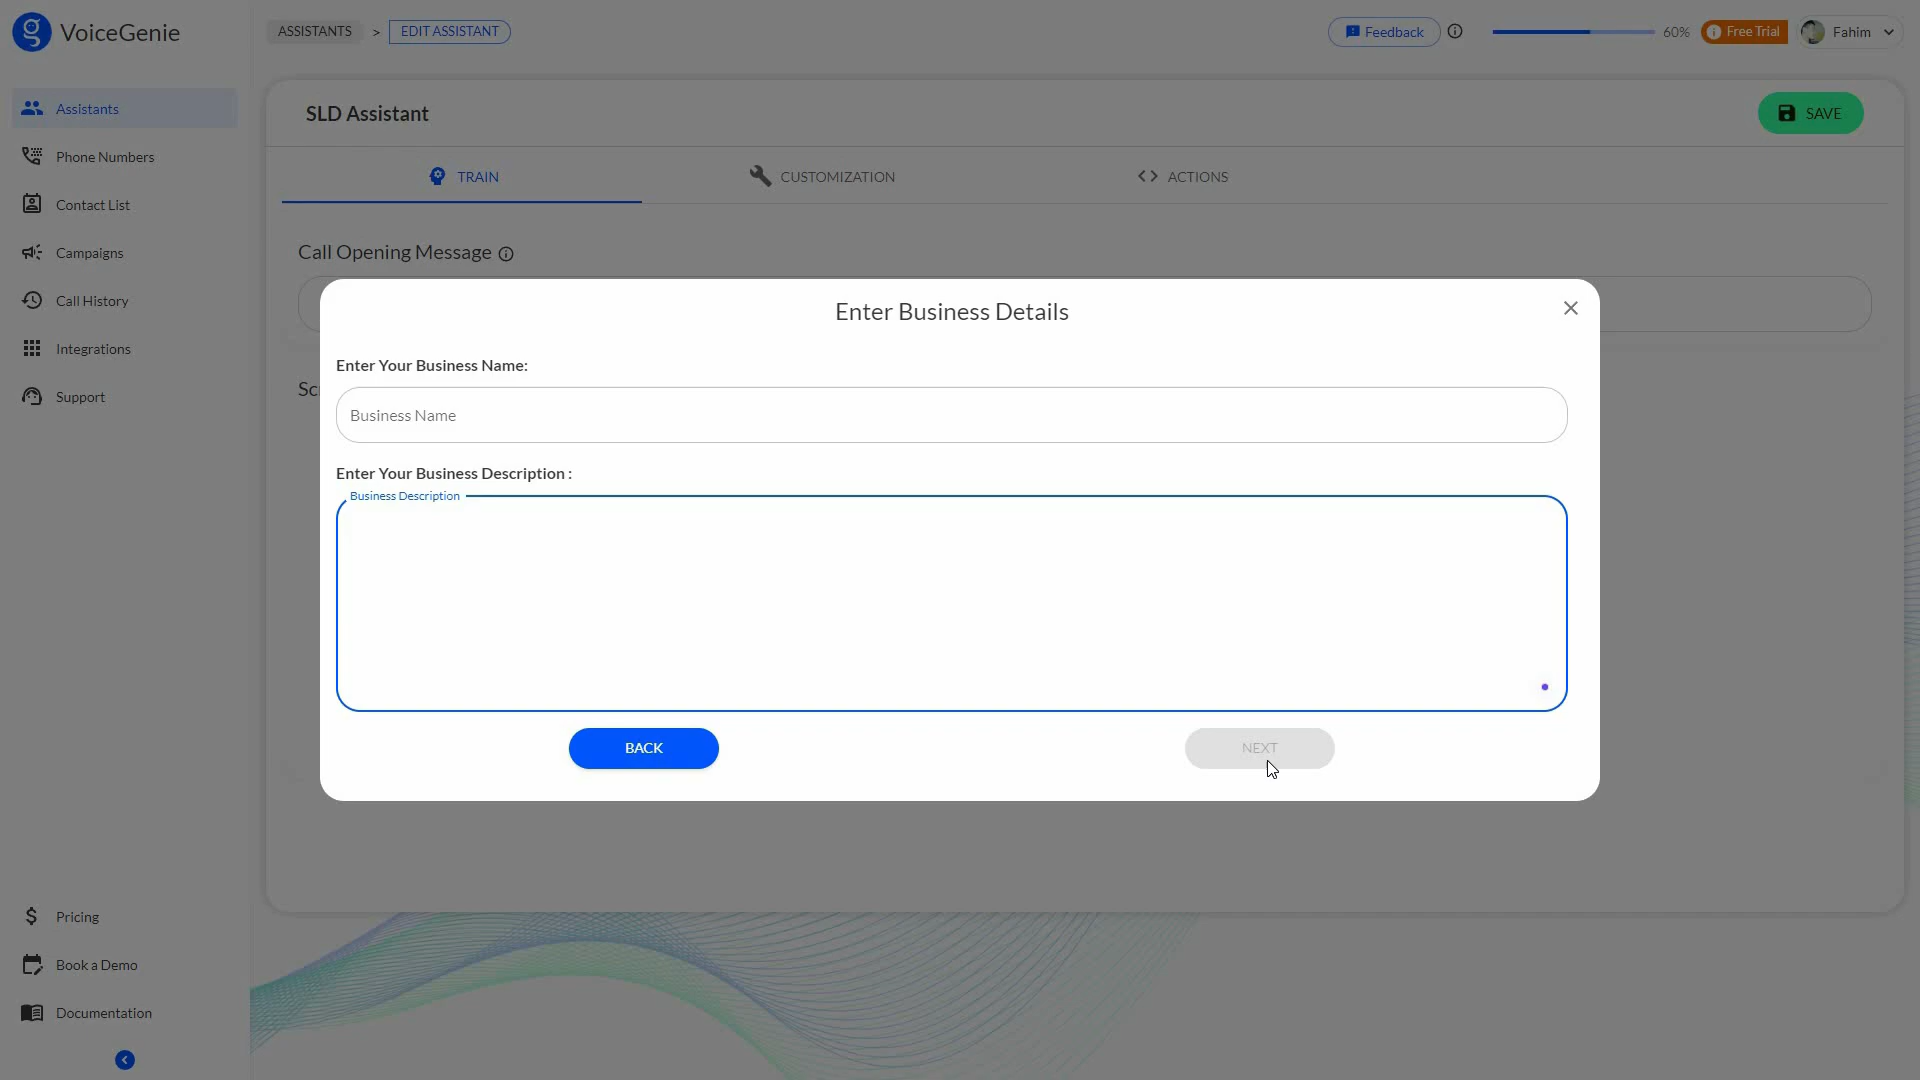 VoiceGenie
ASSISTANTS > EDIT ASSISTANT
Feedback
60%
Free Trial
Fahim
Assistants
Phone Numbers
Contact List
Campaigns
Call History
Integrations
Support
Pricing
Book a Demo
Documentation
SLD Assistant
SAVE
TRAIN
CUSTOMIZATION
ACTIONS
Call Opening Message
Enter Business Details
Enter Your Business Name:
Business Name
Enter Your Business Description :
Business Description
BACK
NEXT